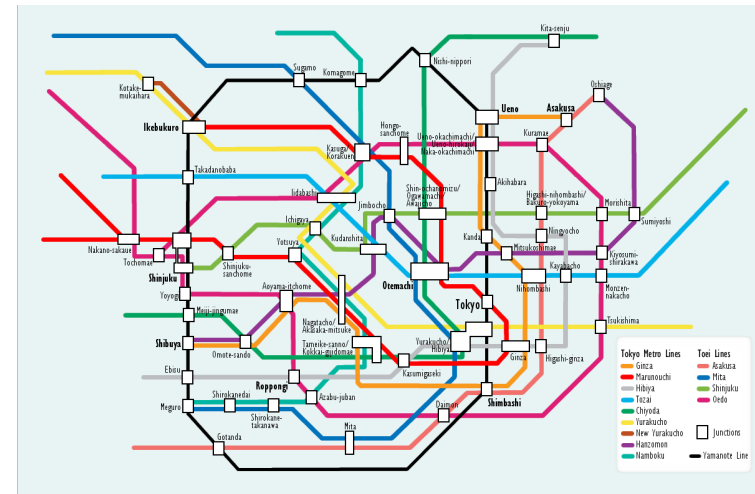 Kita-senju
Nishi-nippori
Sugamo
Komagome
Kotake-
mukaihara
Oshiage
Ueno
Asakusa
Ikebukuro
Hongo-
sanchome
Kasuga/
Korakuen
Ueno-okachimachi/
Ueno-hirokoji/
Naka-okachimachi
Kuramae
Takadanobaba
Akihabara
Iidabashi
Shin-ochanomizu/
Ogawamachi/
Awajicho
Higashi-nihombashi/
Bakuro-yokoyama
Morishita
Jimbocho
Sumiyoshi
Ichigaya
Kudanshita
Kanda
Ningyocho
Nakano-sakaue
Yotsuya
Mitsukoshimae
Kiyosumi-
shirakawa
Tochomae
Shinjuku-
sanchome
Shinjuku
Otemachi
Nihombashi
Kayabacho
Monzen-
nacho
Yoyogi
Aoyama-itchome
Tokyo
Meiji-jingumae
Nagatacho/
Akasaka-mitsuke
Tsukishima
Shibuya
Omote-sando
Tameike-sanno/
Kokkai-gijidomae
Yurakucho/
Hibiya
Ginza
Higashi-ginza
Kasumigaseki
Ebisu
Roppongi
Azabu-juban
Shimbashi
Meguro
Shirokanedai
Shirokane-
takanawa
Daimon
Mita
Gotanda
Tokyo Metro Lines
Ginza
Marunouchi
Hibiya
Tozai
Chiyoda
Yurakucho
New Yurakucho
Hanzomon
Namboku
Toei Lines
Asakusa
Mita
Shinjuku
Oedo
Junctions
Yamanote Line